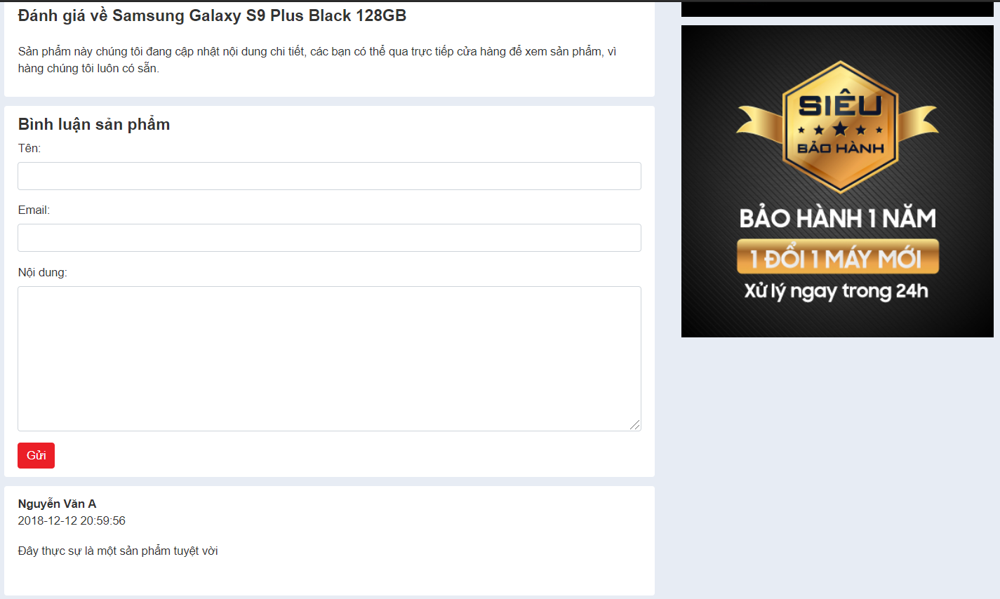 Đánh giá về Samsung Galaxy S9 Plus Black 128GB
Sản phẩm này chúng tôi đang cập nhật nội dung chi tiết, các bạn có thể qua trực tiếp cửa hàng để xem sản phẩm, vì
hàng chúng tôi luôn có sẵn.
Bình luận sản phẩm
Tên:
Email:
Nội dung:
Gửi
Nguyễn Văn A
2018-12-12 20:59:56
Đây thực sự là một sản phẩm tuyệt vời
SIÊU
BẢO HÀNH
BẢO HÀNH 1 NĂM
1 ĐỔI 1 MÁY MỚI
Xử lý ngay trong 24h